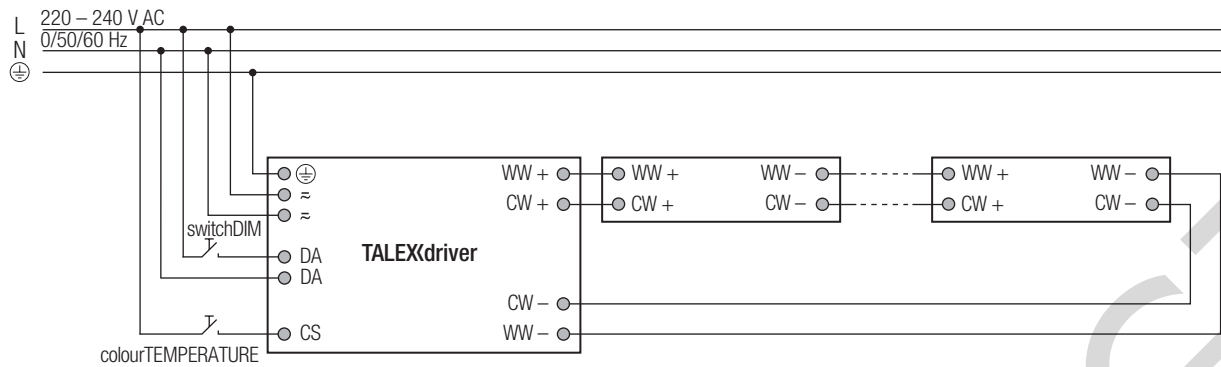 220 – 240 V AC
L
0/50/60 Hz
N
WW + WW + WW – WW + WW –
≂
CW + CW + CW – CW + CW –
≂
switchDIM
DA
TALEXXdriver
DA
CW –
CS
WW –
colourTEMPERATURE